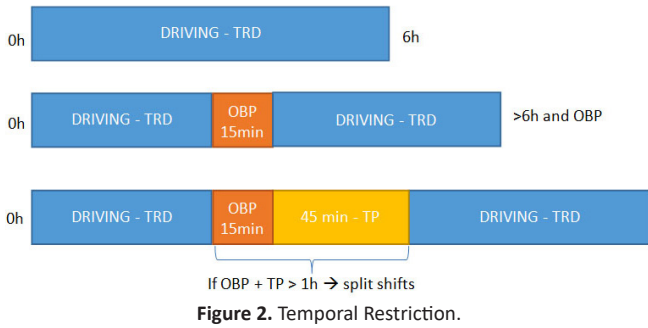 0h DRIVING - TRD 6h
0h DRIVING - TRD OBP 15min DRIVING - TRD >6h and OBP
0h DRIVING - TRD OBP 15min 45 min - TP DRIVING - TRD
If OBP + TP > 1h → split shifts
Figure 2. Temporal Restriction.